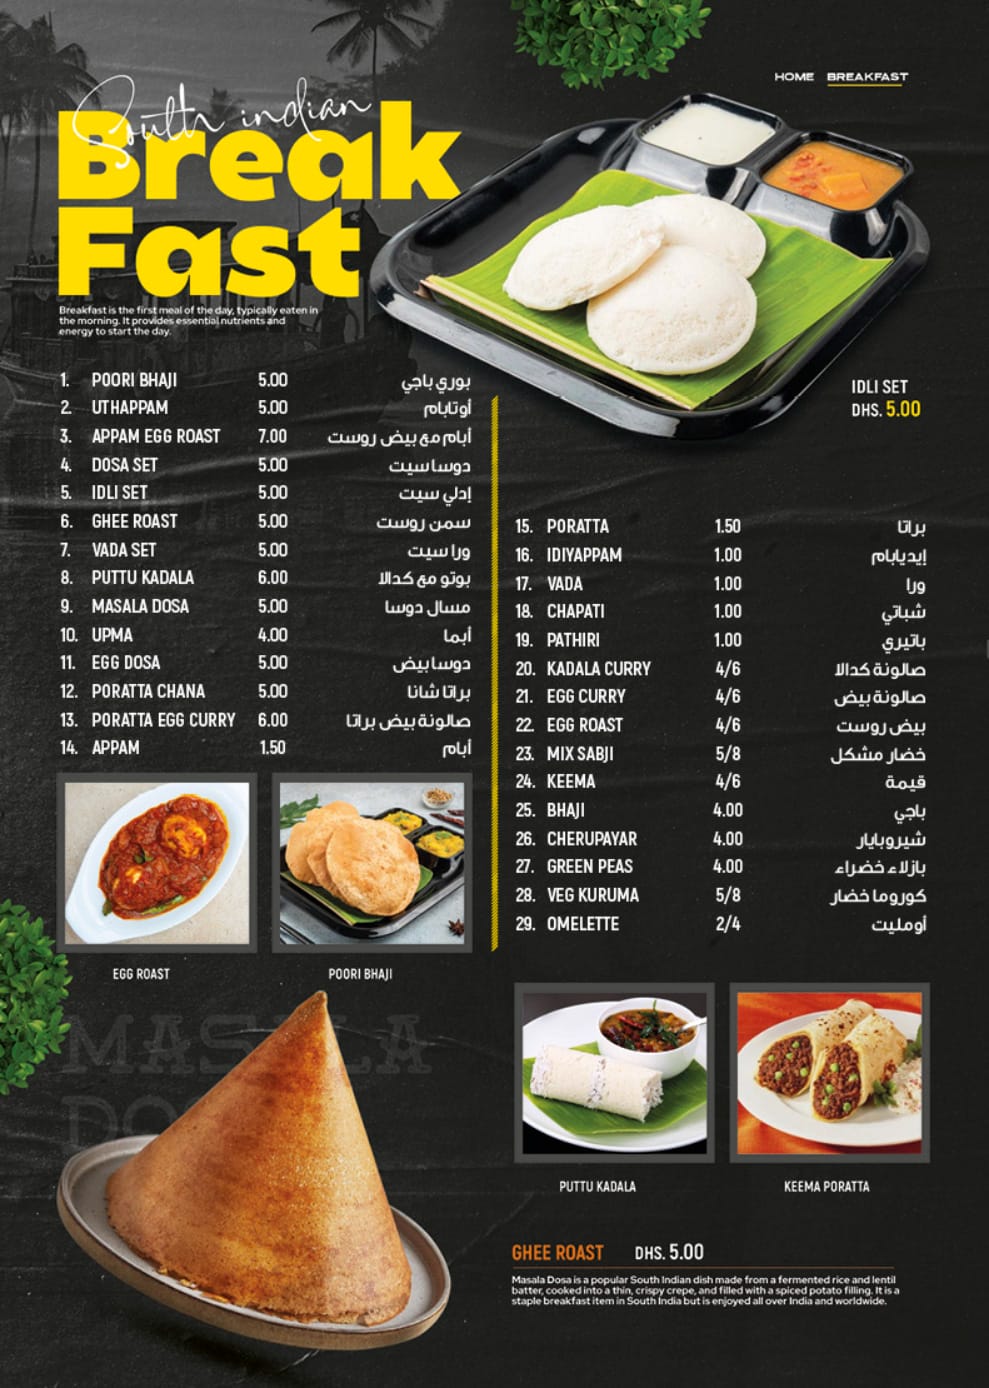 HOME BREAKFAST
South indian
Break
Fast
Breakfast is the first meal of the day, typically eaten in
the morning. It provides essential nutrients and
energy to start the day.
IDLI SET
DHS. 5.00
1. POORI BHAJI 5.00 بوري باجي
2. UTHAPPAM 5.00 أوتابام
3. APPAM EGG ROAST 7.00 أبام مع بيض روست
4. DOSA SET 5.00 دوسا سيت
5. IDLI SET 5.00 إدلي سيت
6. GHEE ROAST 5.00 سمن روست
7. VADA SET 5.00 ورا سيت
8. PUTTU KADALA 6.00 بوتو مع كدالا
9. MASALA DOSA 5.00 مسال دوسا
10. UPMA 4.00 أبما
11. EGG DOSA 5.00 دوسا بيض
12. PORATTA CHANA 5.00 براتا شانا
13. PORATTA EGG CURRY 6.00 صالونة بيض براتا
14. APPAM 1.50 أبام
15. PORATTA 1.50 براتا
16. IDIYAPPAM 1.00 إيديابام
17. VADA 1.00 ورا
18. CHAPATI 1.00 شباتي
19. PATHIRI 1.00 باتيري
20. KADALA CURRY 4/6 صالونة كدالا
21. EGG CURRY 4/6 صالونة بيض
22. EGG ROAST 4/6 بيض روست
23. MIX SABJI 5/8 خضار مشكل
24. KEEMA 4/6 قيمة
25. BHAJI 4.00 باجي
26. CHERUPAYAR 4.00 شيروبايار
27. GREEN PEAS 4.00 بازلاء خضراء
28. VEG KURUMA 5/8 كوروما خضار
29. OMELETTE 2/4 أومليت
EGG ROAST
POORI BHAJI
MASALA
DO
PUTTU KADALA
KEEMA PORATTA
GHEE ROAST DHS. 5.00
Masala Dosa is a popular South Indian dish made from a fermented rice and lentil
batter, cooked into a thin, crispy crepe, and filled with a spiced potato filling. It is a
staple breakfast item in South India but is enjoyed all over India and worldwide.